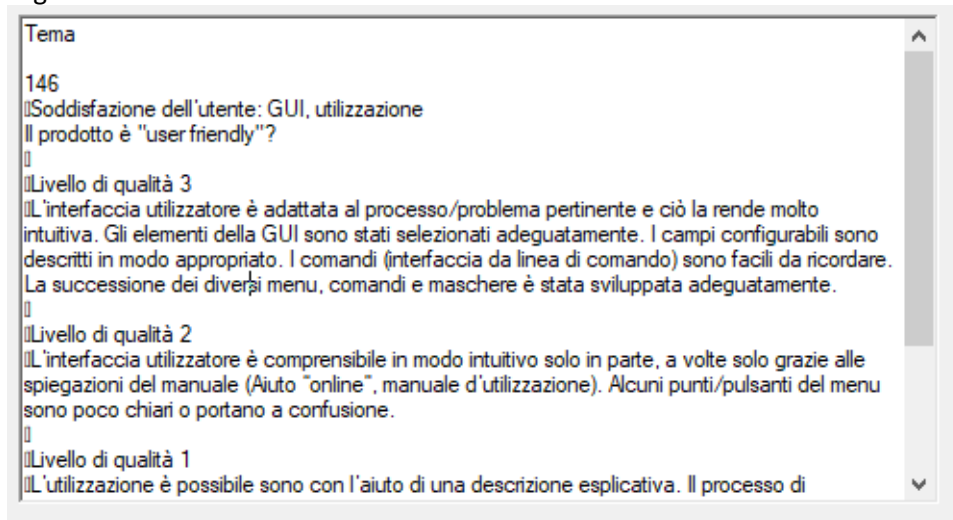 Tema
146
▯Soddisfazione dell'utente: GUI, utilizzazione
Il prodotto è "user friendly"?
▯
▯Livello di qualità 3
▯L'interfaccia utilizzatore è adattata al processo/problema pertinente e ciò la rende molto
intuitiva. Gli elementi della GUI sono stati selezionati adeguatamente. I campi configurabili sono
descritti in modo appropriato. I comandi (interfaccia da linea di comando) sono facili da ricordare.
La successione dei diversi menu, comandi e maschere è stata sviluppata adeguatamente.
▯
▯Livello di qualità 2
▯L'interfaccia utilizzatore è comprensibile in modo intuitivo solo in parte, a volte solo grazie alle
spiegazioni del manuale (Aiuto "online", manuale d'utilizzazione). Alcuni punti/pulsanti del menu
sono poco chiari o portano a confusione.
▯
▯Livello di qualità 1
▯L'utilizzazione è possibile sono con l'aiuto di una descrizione esplicativa. Il processo di